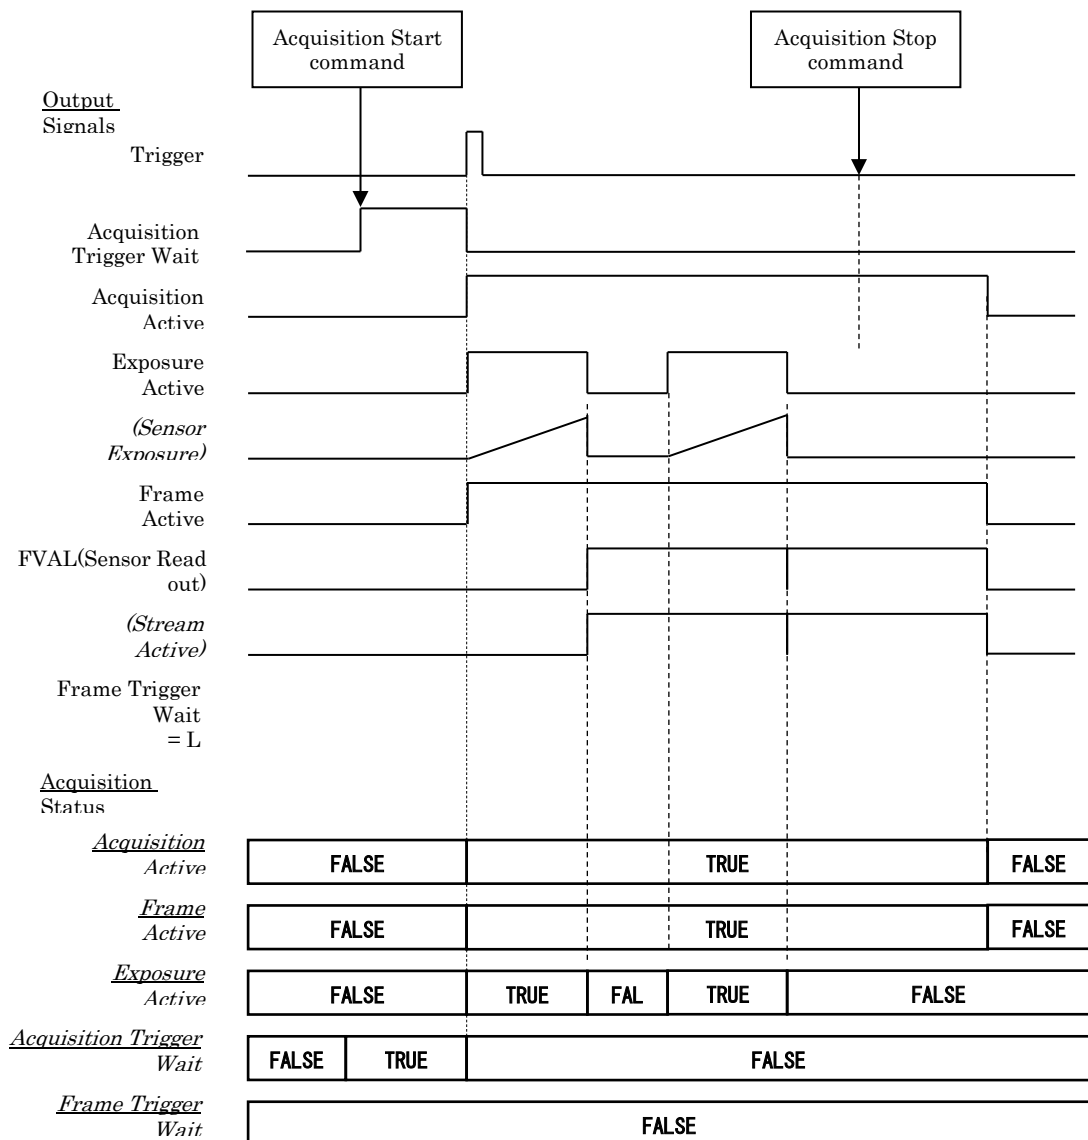 Acquisition Start
command
Acquisition Stop
command
Output
Signals
Trigger
Acquisition
Trigger Wait
Acquisition
Active
Exposure
Active
(Sensor
Exposure)
Frame
Active
FVAL(Sensor Read
out)
(Stream
Active)
Frame Trigger
Wait
= L
Acquisition
Status
Acquisition
Active
FALSE TRUE FALSE
Frame
Active
FALSE TRUE FALSE
Exposure
Active
FALSE TRUE FAL TRUE FALSE
Acquisition Trigger
Wait
FALSE TRUE FALSE
Frame Trigger
Wait
FALSE